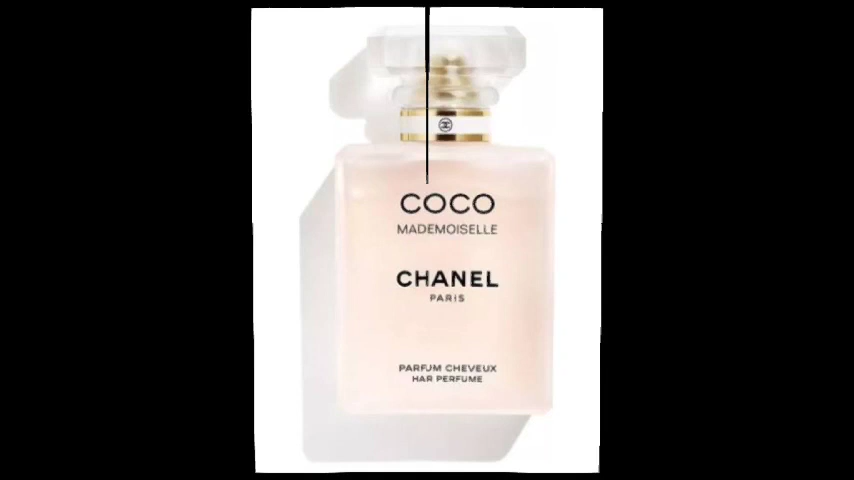 COCO
MADEMOISELLE
CHANEL
PARIS
PARFUM CHEVEUX
HAR PERFUME